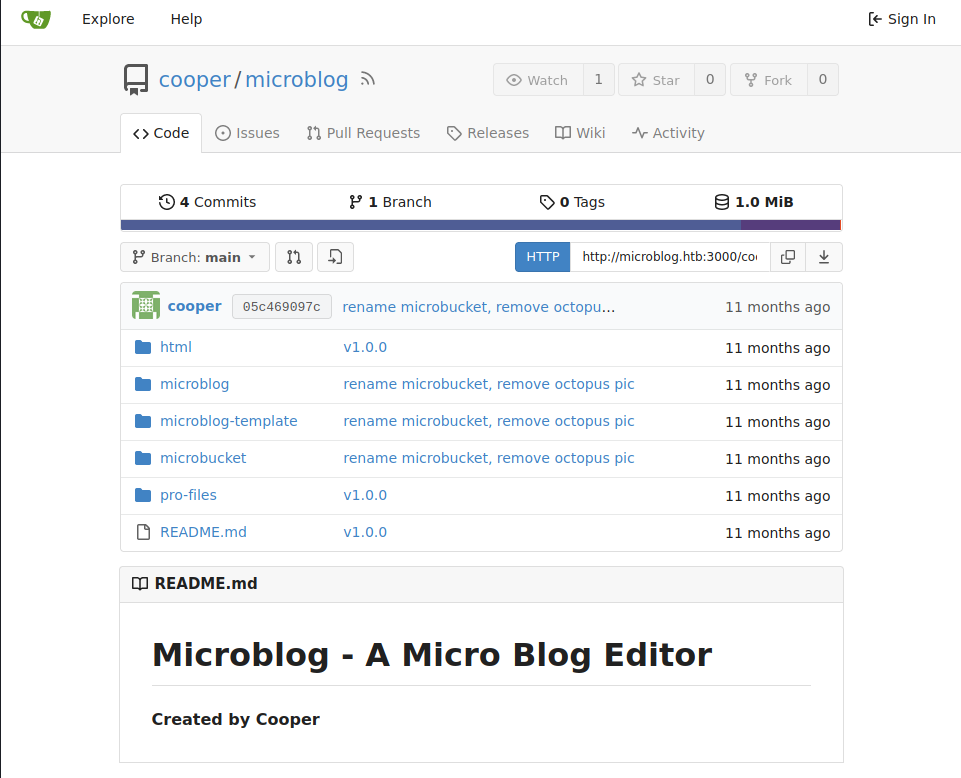 Explore Help Sign In
cooper/microblog Watch 1 Star 0 Fork 0
Code Issues Pull Requests Releases Wiki Activity
4 Commits 1 Branch 0 Tags 1.0 MiB
Branch: main HTTP http://microblog.htb:3000/coo
cooper 05c469097c rename microbucket, remove octopu... 11 months ago
html v1.0.0 11 months ago
microblog rename microbucket, remove octopus pic 11 months ago
microblog-template rename microbucket, remove octopus pic 11 months ago
microbucket rename microbucket, remove octopus pic 11 months ago
pro-files v1.0.0 11 months ago
README.md v1.0.0 11 months ago
README.md
Microblog - A Micro Blog Editor
Created by Cooper